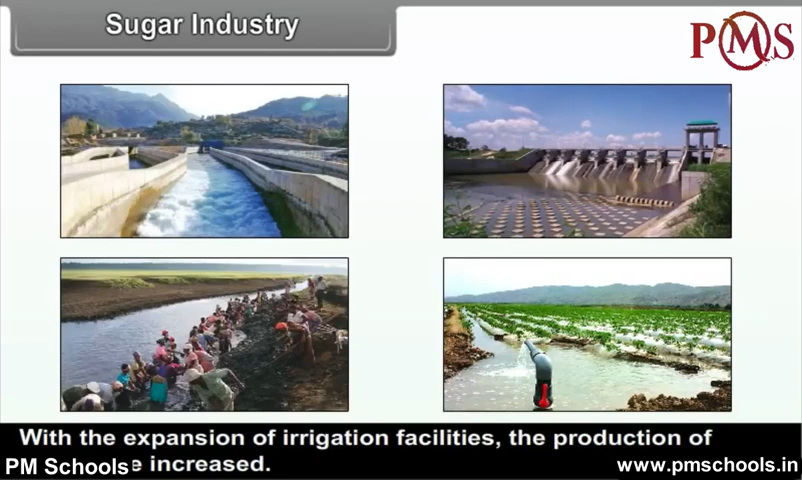 Sugar Industry
PMS
With the expansion of irrigation facilities, the production of
PM Schools e increased.
www.pmschools.in